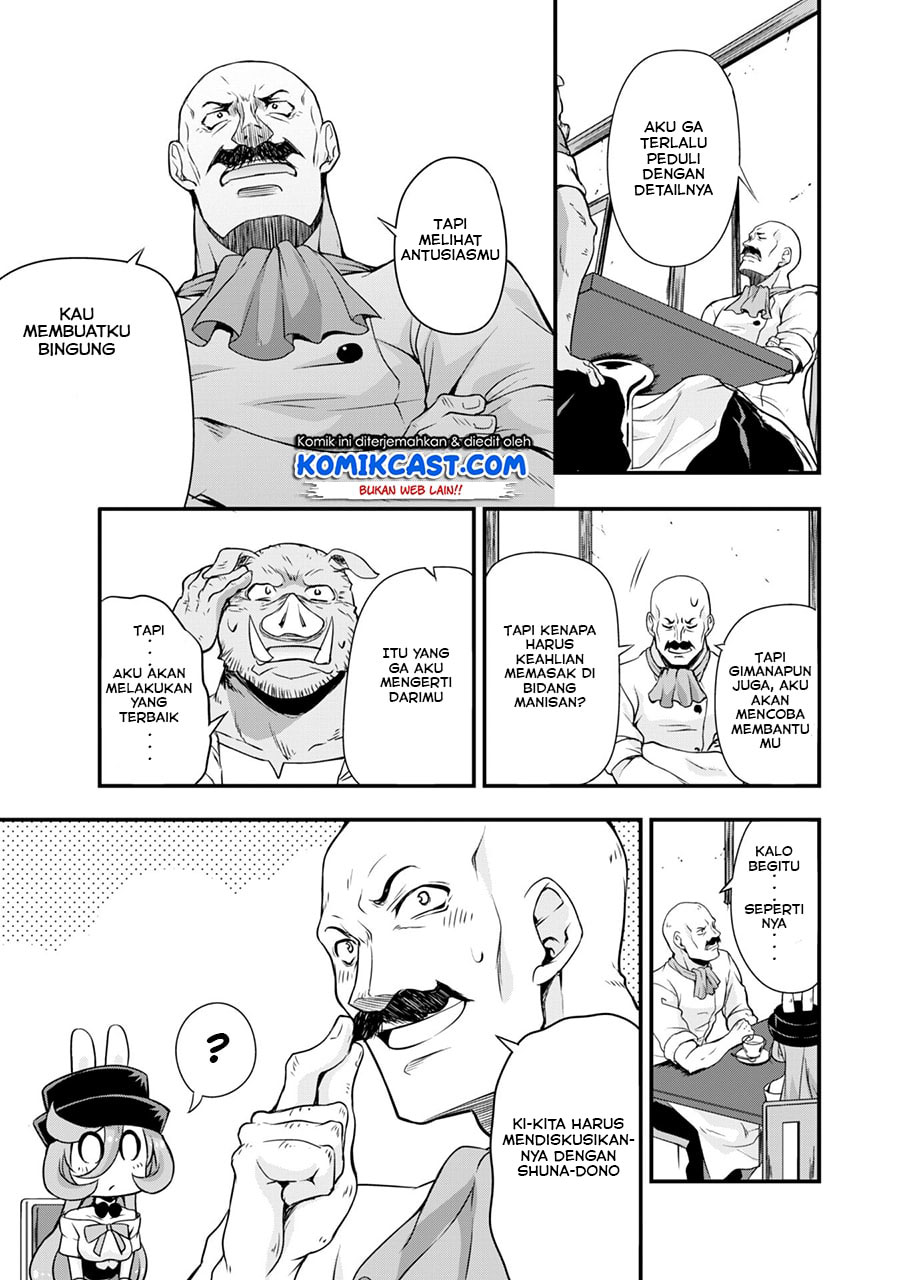 AKU GA
TERLALU
PEDULI
DENGAN
DETAILNYA
TAPI
MELIHAT
ANTUSIASMU
KAU
MEMBUATKU
BINGUNG
Komik ini diterjemahkan & diedit oleh
KOMIKCAST.COM
BUKAN WEB LAIN!!
TAPI
GIMANAPUN
JUGA, AKU
AKAN
MENCOBA
MEMBANTU
MU
TAPI KENAPA
HARUS
KEAHLIAN
MEMASAK DI
BIDANG
MANISAN?
ITU YANG
GA AKU
MENGERTI
DARIMU
TAPI
. . .
AKU AKAN
MELAKUKAN
YANG
TERBAIK
. . .
KALO
BEGITU
. . .
SEPERTI
NYA
. . .
KI-KITA HARUS
MENDISKUSIKAN-
NYA DENGAN
SHUNA-DONO
?